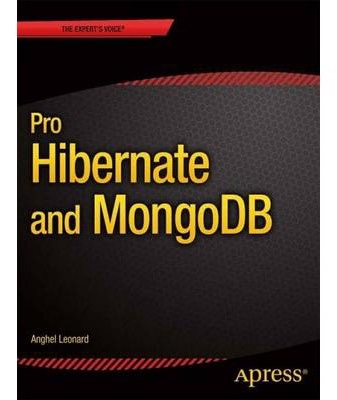 THE EXPERT'S VOICE®
Pro
Hibernate
and MongoDB
Anghel Leonard
Apress®